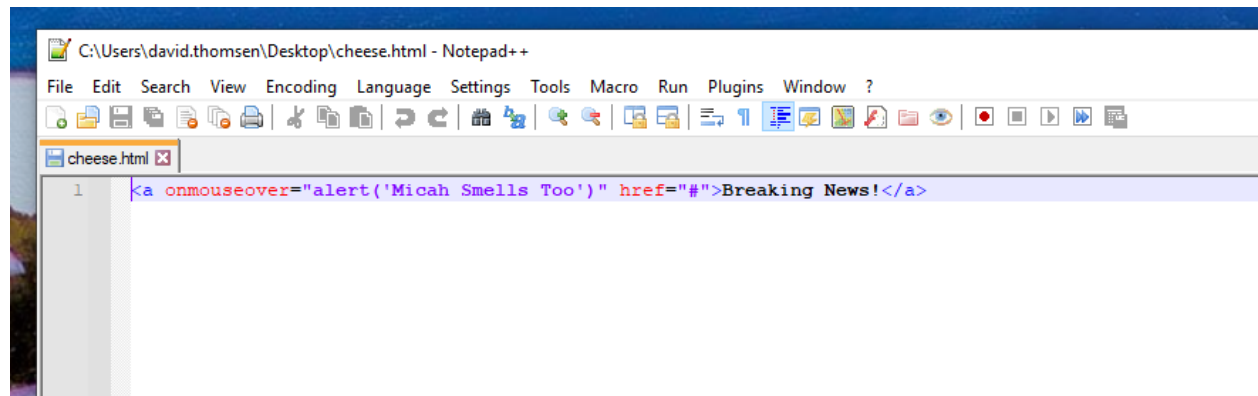 C:\Users\david.thomsen\Desktop\cheese.html - Notepad++
File Edit Search View Encoding Language Settings Tools Macro Run Plugins Window ?
cheese.html
1 <a onmouseover="alert('Micah Smells Too')" href="#">Breaking News!</a>